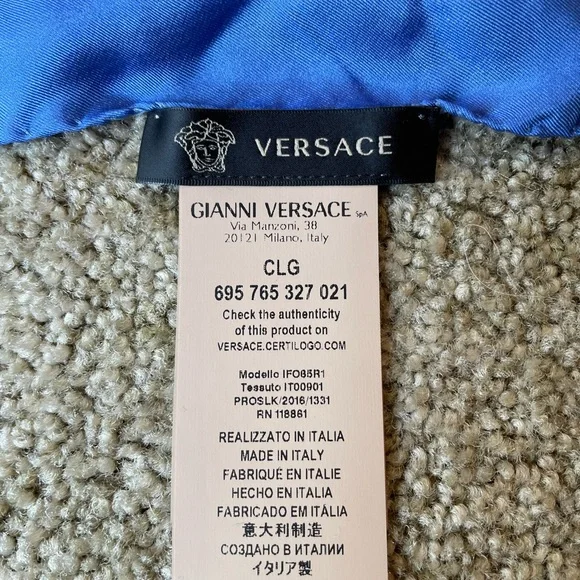 VERSACE
GIANNI VERSACE SpA
Via Manzoni, 38
20121 Milano, Italy
CLG
695 765 327 021
Check the authenticity
of this product on
VERSACE.CERTILOGO.COM
Modello IFO65R1
Tessuto IT00901
PROSLK/2016/1331
RN 118861
REALIZZATO IN ITALIA
MADE IN ITALY
FABRIQUÉ EN ITALIE
HECHO EN ITALIA
FABRICADO EM ITÀLIA
意大利制造
СОЗДАНО В ИТАЛИИ
イタリア製